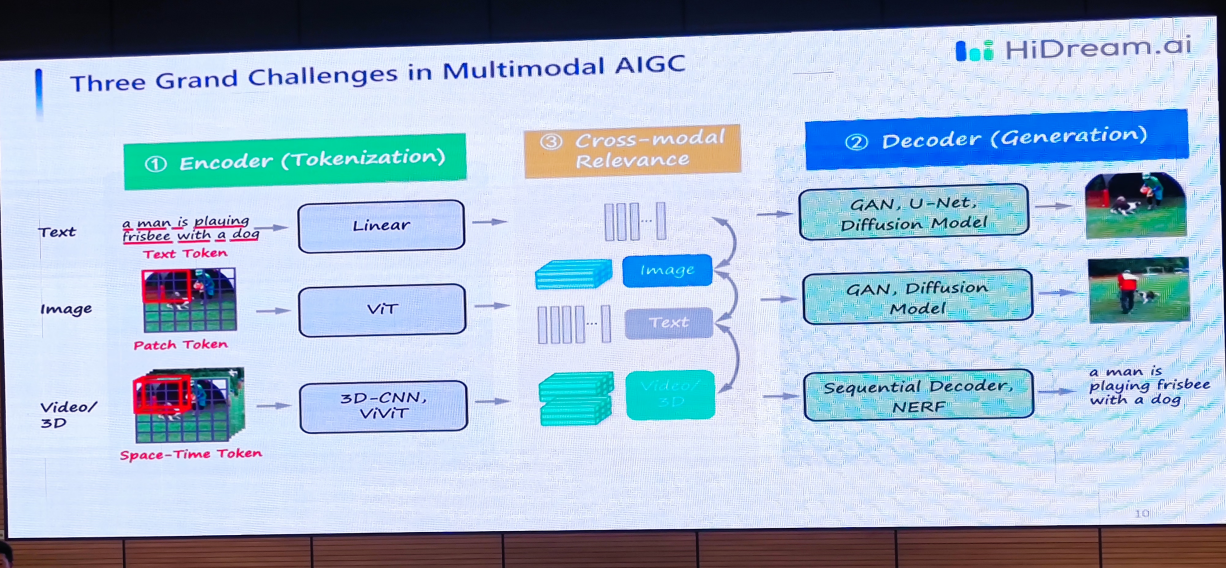 Three Grand Challenges in Multimodal AIGC
HiDream.ai
① Encoder (Tokenization)
③ Cross-modal
Relevance
② Decoder (Generation)
Text
a man is playing
frisbee with a dog
Text Token
Linear
...
GAN, U-Net,
Diffusion Model
Image
Image
Patch Token
ViT
...
Text
GAN, Diffusion
Model
Video/
3D
Space-Time Token
3D-CNN,
ViViT
Video/
3D
Sequential Decoder,
NERF
a man is
playing frisbee
with a dog
10